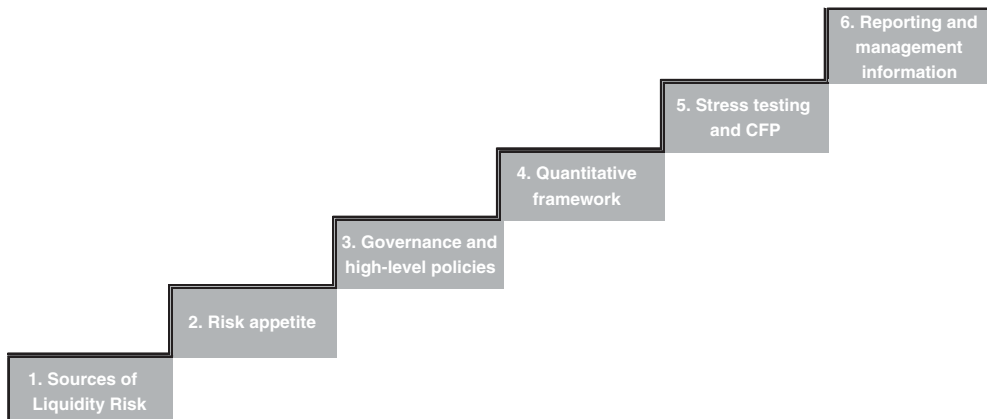 6. Reporting and
management
information
5. Stress testing
and CFP
4. Quantitative
framework
3. Governance and
high-level policies
2. Risk appetite
1. Sources of
Liquidity Risk